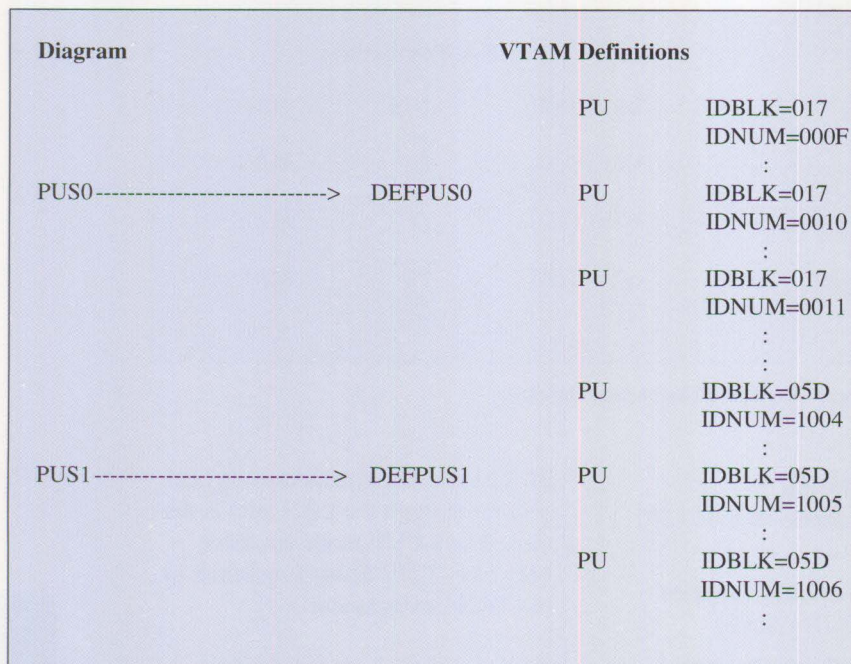 Diagram VTAM Definitions
PU IDBLK=017
IDNUM=000F
:
PUS0-----------------------------> DEFPUS0 PU IDBLK=017
IDNUM=0010
:
PU IDBLK=017
IDNUM=0011
:
:
PU IDBLK=05D
IDNUM=1004
:
PUS1------------------------------> DEFPUS1 PU IDBLK=05D
IDNUM=1005
:
PU IDBLK=05D
IDNUM=1006
: